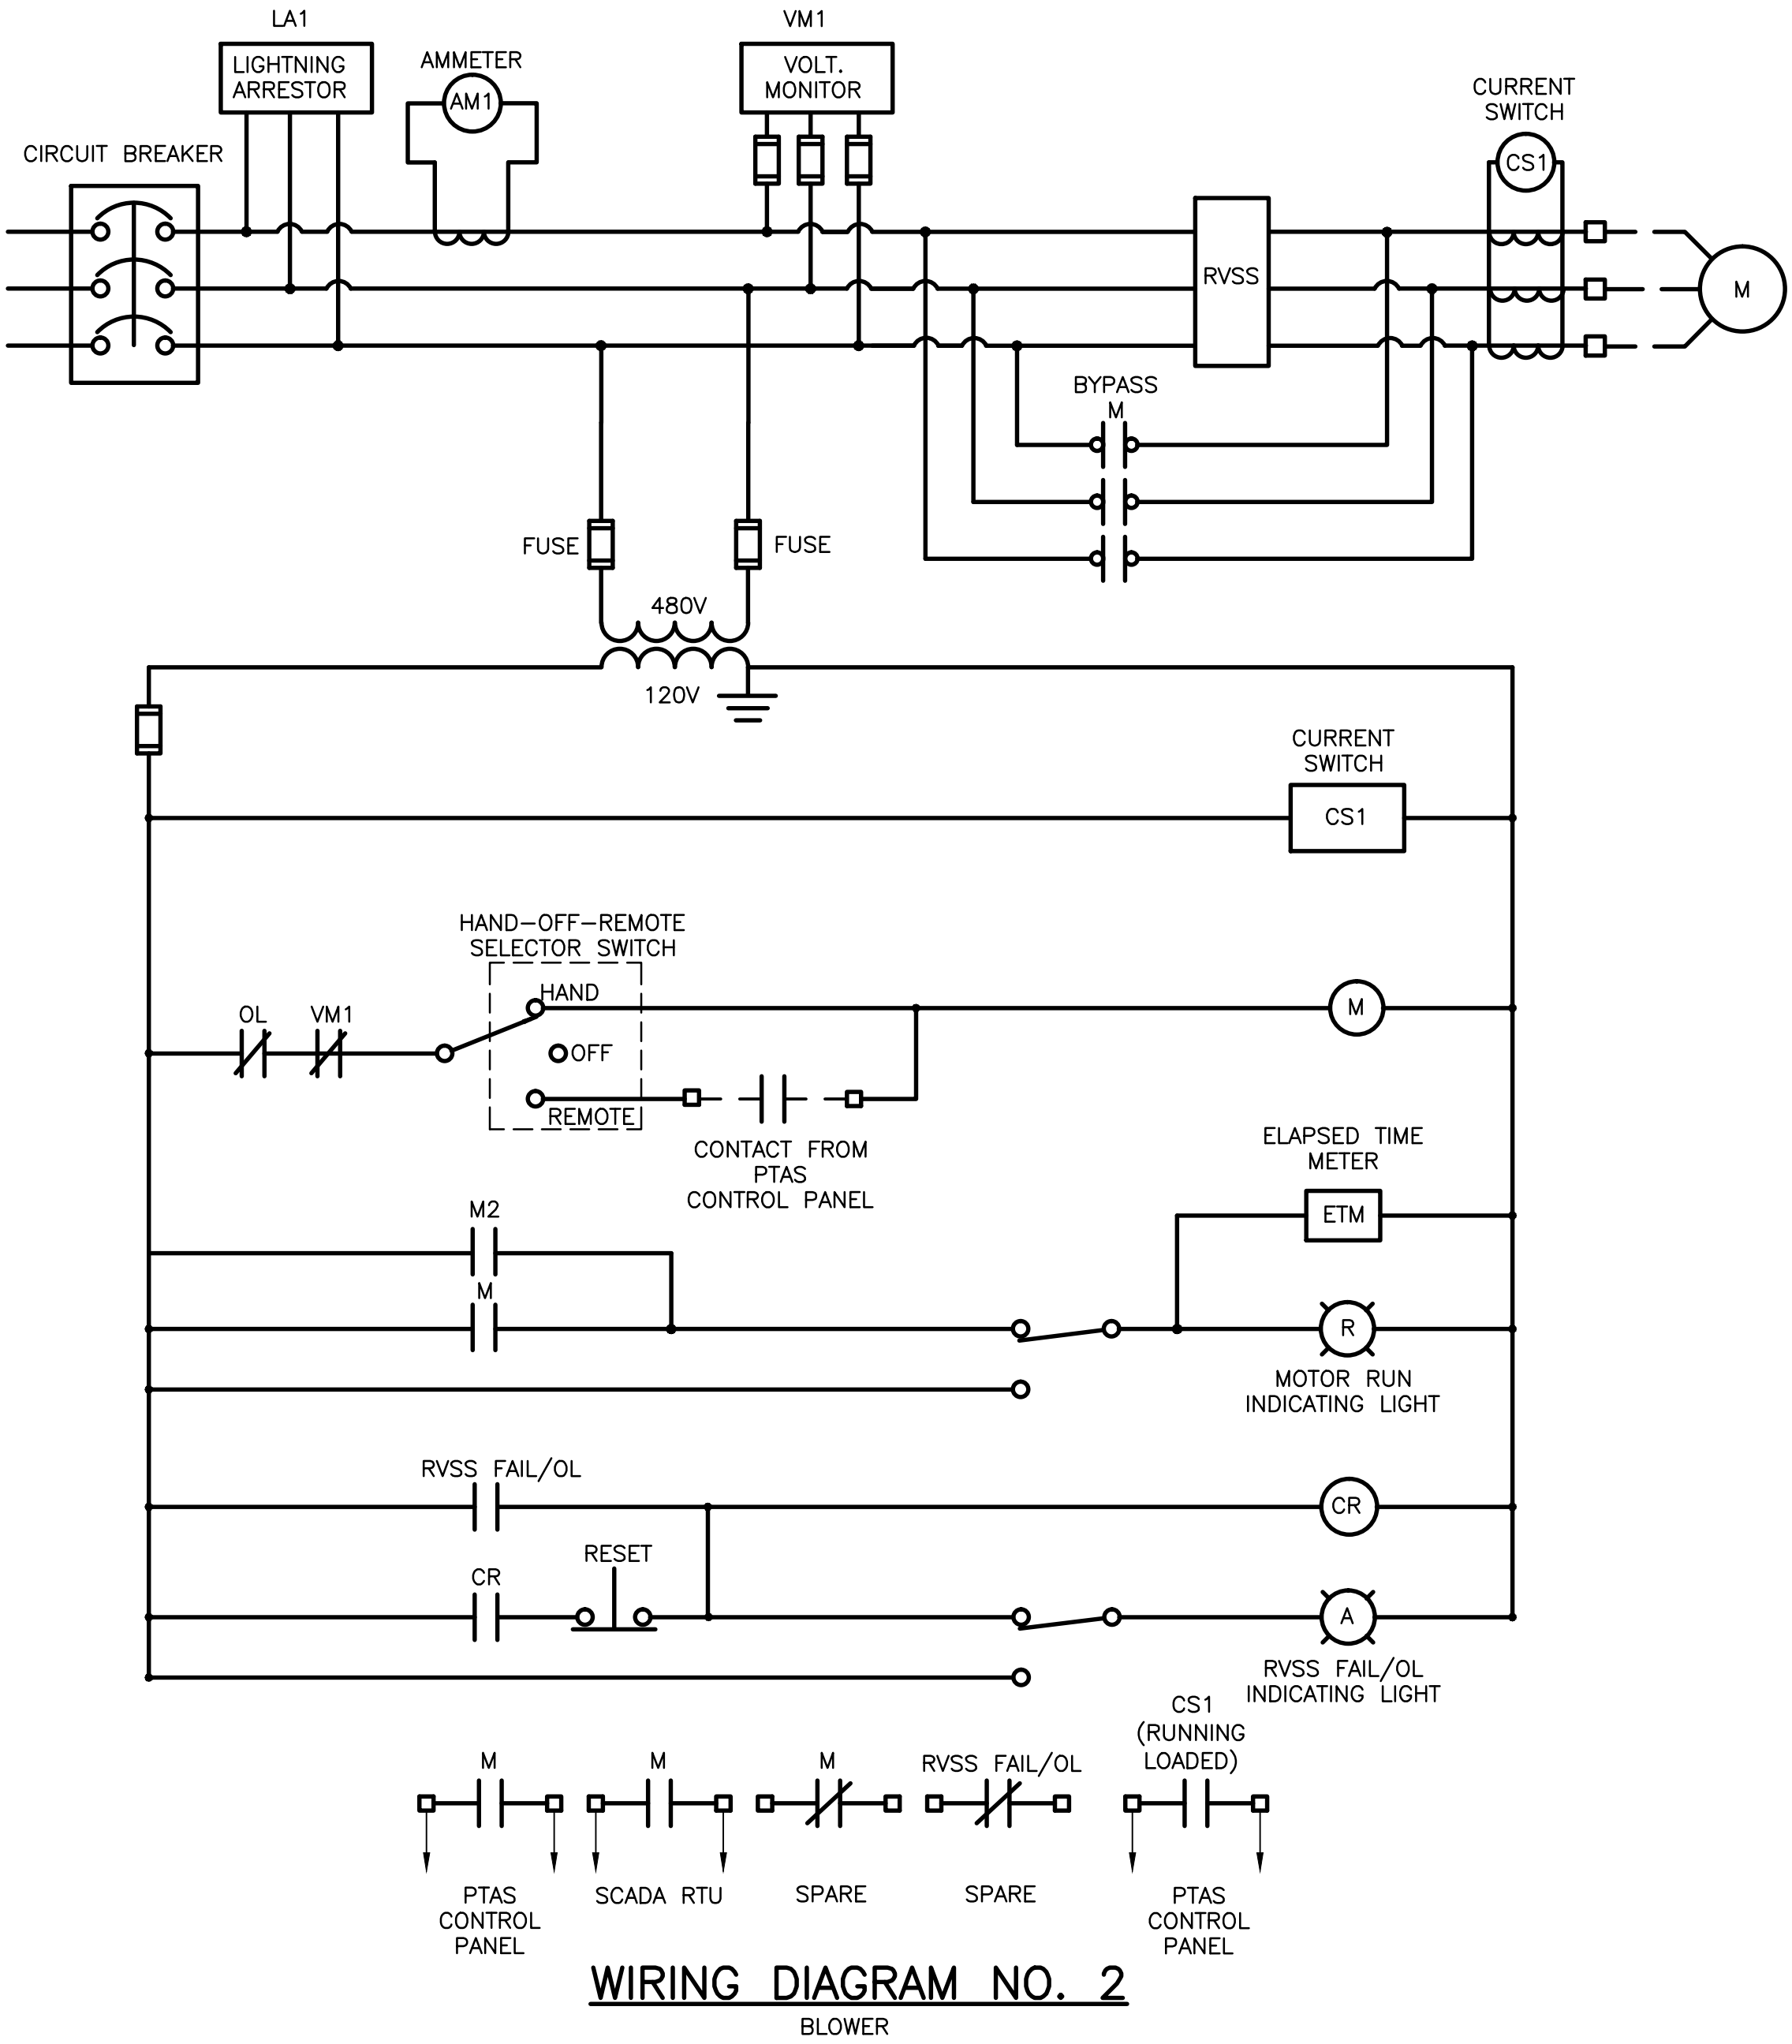 LA1
VM1
LIGHTNING
ARRESTOR
AMMETER
AM1
VOLT.
MONITOR
CURRENT
SWITCH
CS1
CIRCUIT BREAKER
RVSS
M
BYPASS
M
FUSE
FUSE
480V
120V
CURRENT
SWITCH
CS1
HAND-OFF-REMOTE
SELECTOR SWITCH
HAND
OL
VM1
M
OFF
REMOTE
CONTACT FROM
PTAS
CONTROL PANEL
ELAPSED TIME
METER
ETM
M2
M
R
MOTOR RUN
INDICATING LIGHT
RVSS FAIL/OL
CR
RESET
CR
A
RVSS FAIL/OL
INDICATING LIGHT
CS1
(RUNNING
LOADED)
M
M
M
RVSS FAIL/OL
PTAS
CONTROL
PANEL
SCADA RTU
SPARE
SPARE
PTAS
CONTROL
PANEL
WIRING DIAGRAM NO. 2
BLOWER